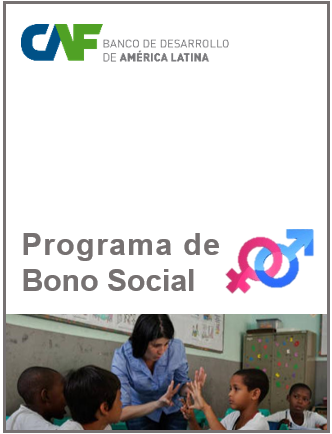 CAF BANCO DE DESARROLLO
DE AMÉRICA LATINA
Programa de
Bono Social